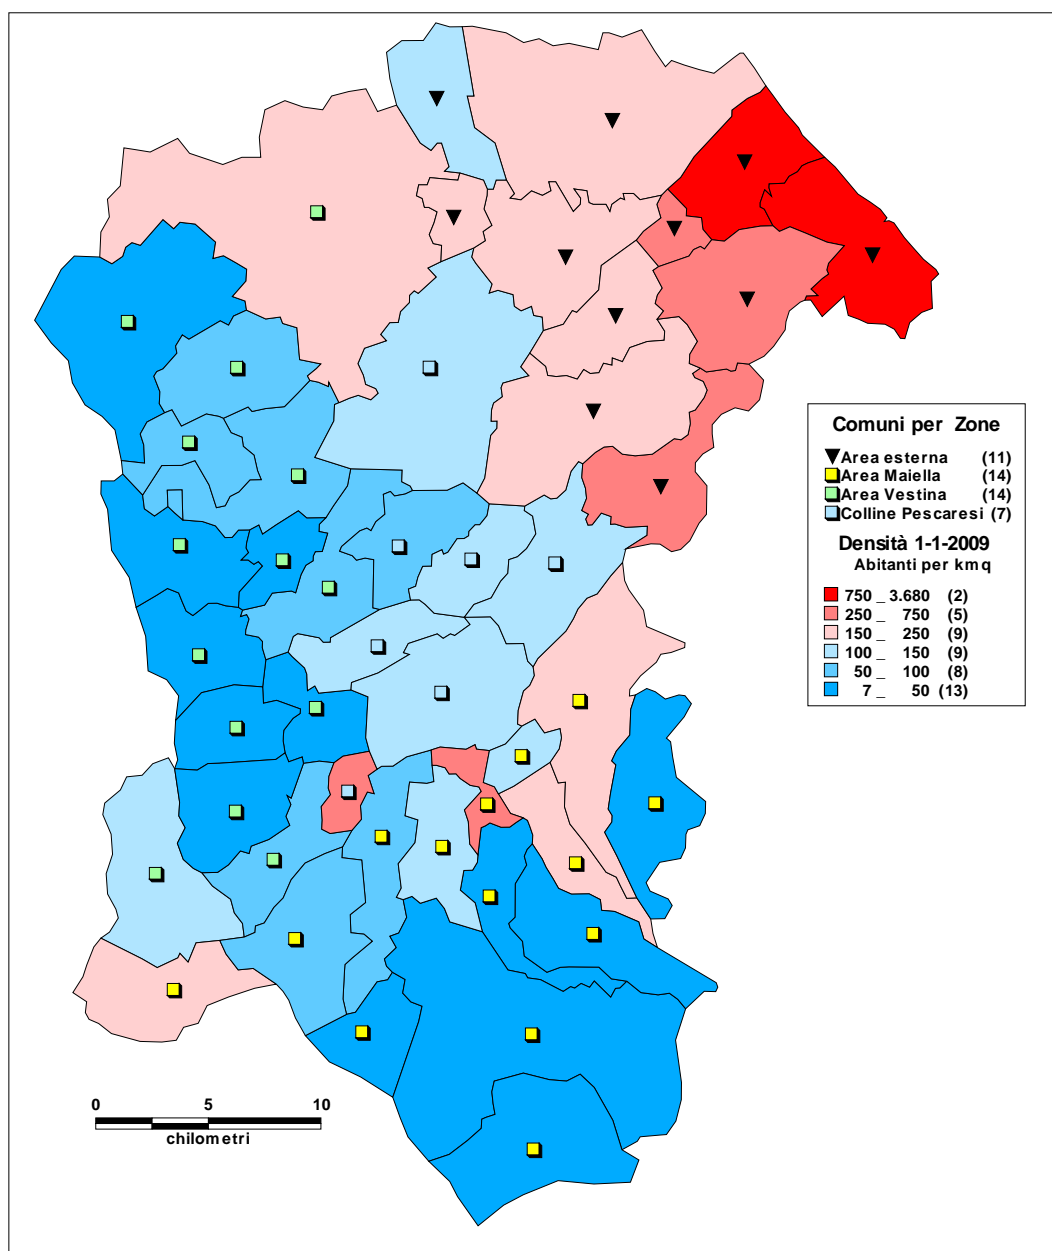 Comuni per Zone
Area esterna (11)
Area Maiella (14)
Area Vestina (14)
Colline Pescaresi (7)
Densità 1-1-2009
Abitanti per kmq
750 _ 3.680 (2)
250 _ 750 (5)
150 _ 250 (9)
100 _ 150 (9)
50 _ 100 (8)
7 _ 50 (13)
0 5 10
chilometri